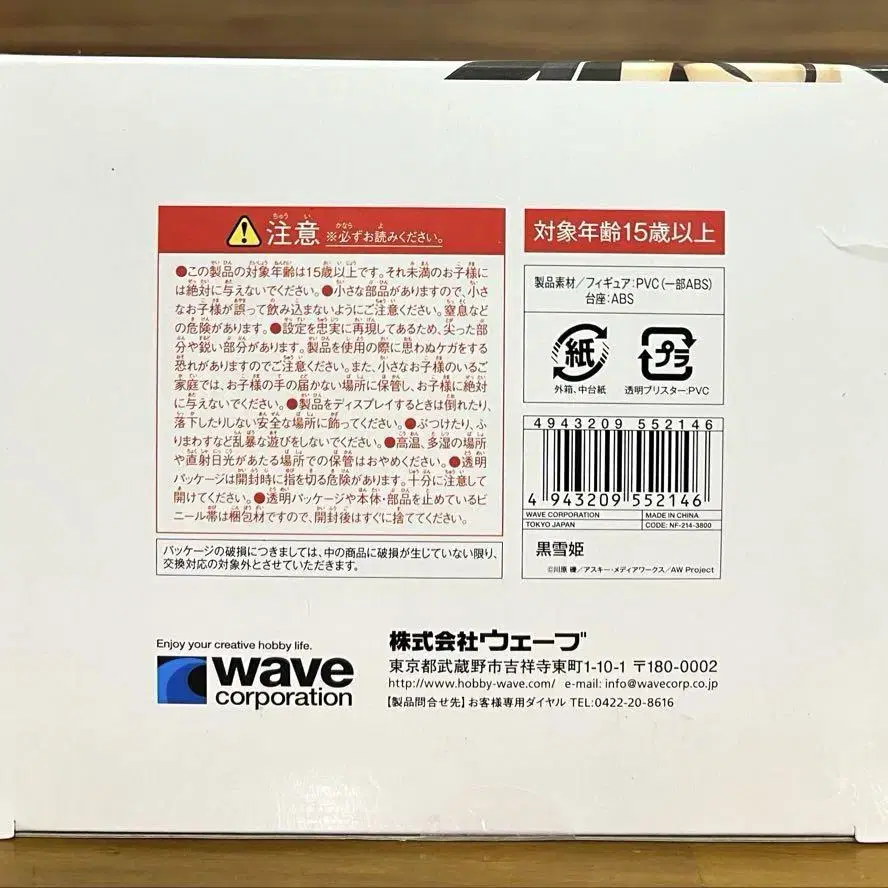 注意 ※必ずお読みください。
●この製品の対象年齢は15歳以上です。それ未満のお子様に
は絶対に与えないでください。●小さな部品がありますので、小さ
なお子様が誤って飲み込まないようにご注意ください。窒息など
の危険があります。●設定を忠実に再現してあるため、尖った部
分や鋭い部分があります。製品を使用の際に思わぬケガをする
恐れがありますのでご注意ください。また、小さなお子様のいるご
家庭では、お子様の手の届かない場所に保管し、お子様に絶対
に与えないでください。●製品をディスプレイするときは倒れたり、
落下したりしない安全な場所に飾ってください。●ぶつけたり、ふ
りまわすなど乱暴な遊びをしないでください。●高温、多湿の場所
や直射日光があたる場所での保管はおやめください。●透明
パッケージは開封時に指を切る危険があります。十分に注意して
開けてください。●透明パッケージや本体・部品を止めているビ
ニール帯は梱包材ですので、開封後はすぐに捨ててください。
パッケージの破損につきましては、中の商品に破損が生じていない限り、
交換対応の対象外とさせていただきます。
対象年齢15歳以上
製品素材/フィギュア:PVC(一部ABS)
台座:ABS
紙
プラ
外箱、中台紙
透明ブリスター:PVC
4943209552146
4 943209 552146
WAVE CORPORATION
MADE IN CHINA
TOKYO JAPAN
CODE: NF-214-3800
黒雪姫
©川原 礫/アスキー・メディアワークス/AW Project
Enjoy your creative hobby life.
wave
corporation
株式会社ウェーブ
東京都武蔵野市吉祥寺東町1-10-1 〒180-0002
http://www.hobby-wave.com/ e-mail: info@wavecorp.co.jp
【製品問合せ先】お客様専用ダイヤル TEL:0422-20-8616